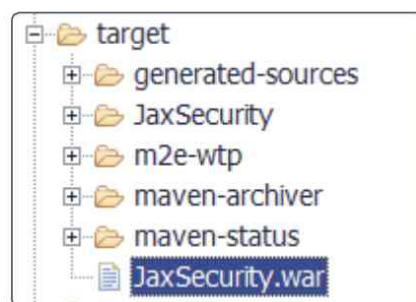 target
generated-sources
JaxSecurity
m2e-wtp
maven-archiver
maven-status
JaxSecurity.war